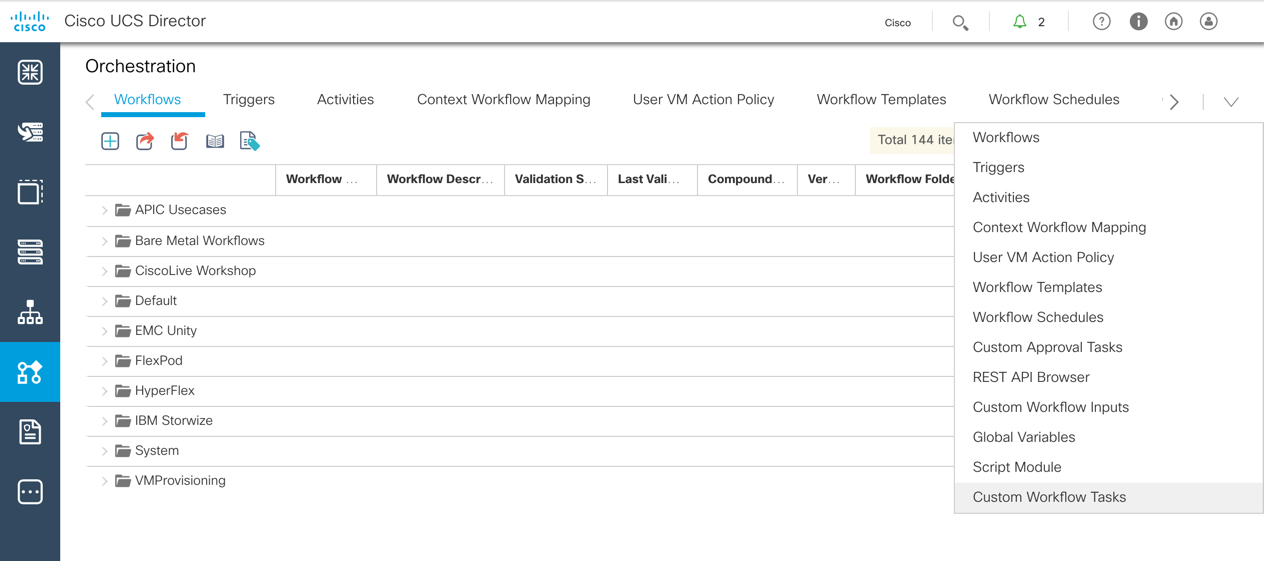 CISCO Cisco UCS Director Cisco 2
Orchestration
Workflows Triggers Activities Context Workflow Mapping User VM Action Policy Workflow Templates Workflow Schedules
Total 144 ite
Workflow ... Workflow Descr... Validation S... Last Vali... Compound... Ver... Workflow Folde
APIC Usecases
Bare Metal Workflows
CiscoLive Workshop
Default
EMC Unity
FlexPod
HyperFlex
IBM Storwize
System
VMProvisioning
Workflows
Triggers
Activities
Context Workflow Mapping
User VM Action Policy
Workflow Templates
Workflow Schedules
Custom Approval Tasks
REST API Browser
Custom Workflow Inputs
Global Variables
Script Module
Custom Workflow Tasks